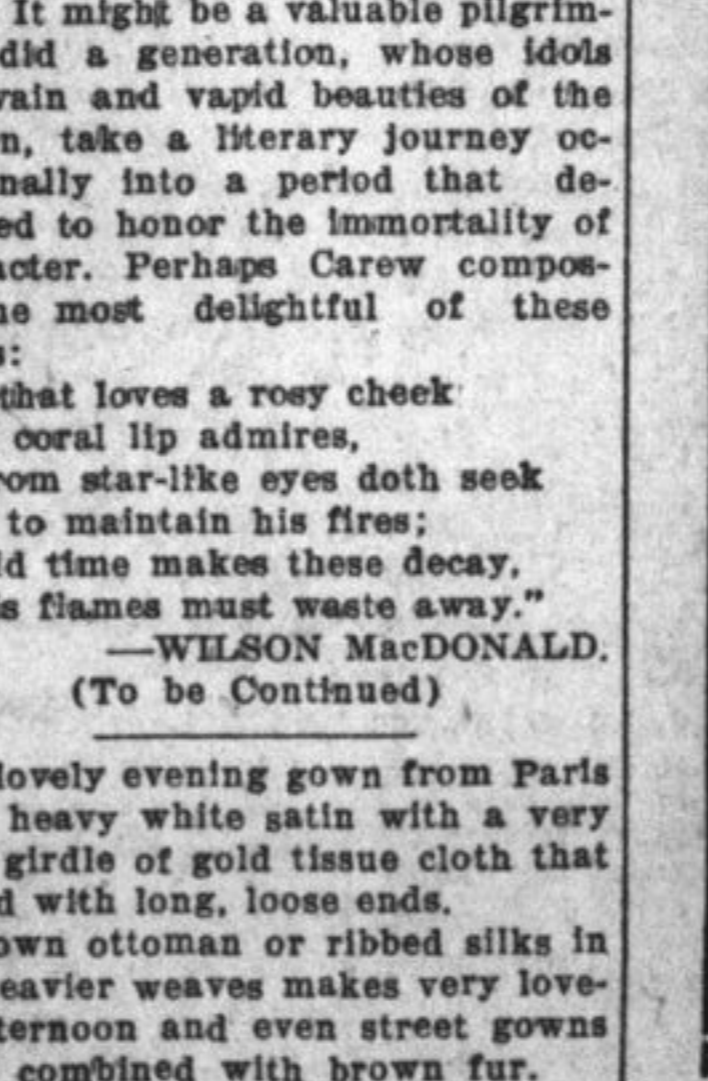 It might be a valuable pilgrim-
did a generation, whose idols
vain and vapid beauties of the
n, take a literary journey oc-
nally into a period that de-
ed to honor the immortality of
acter. Perhaps Carew compos-
he most delightful of these
s:
that loves a rosy cheek
coral lip admires,
rom star-like eyes doth seek
to maintain his fires;
ld time makes these decay,
s flames must waste away."
—WILSON MacDONALD.
(To be Continued)
lovely evening gown from Paris
heavy white satin with a very
girdle of gold tissue cloth that
d with long, loose ends.
own ottoman or ribbed silks in
eavier weaves makes very love-
ternoon and even street gowns
combined with brown fur.